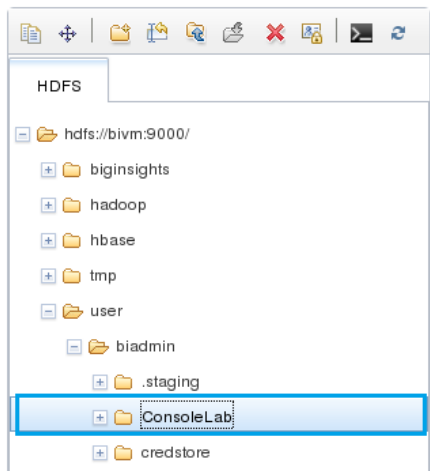 HDFS
hdfs://bivm:9000/
biginsights
hadoop
hbase
tmp
user
biadmin
.staging
ConsoleLab
credstore